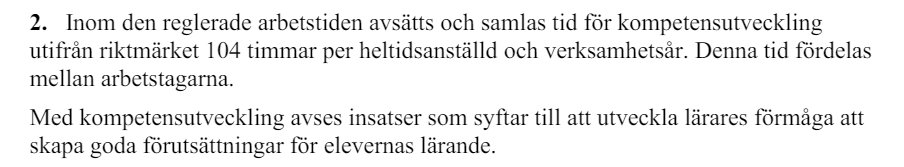 2. Inom den reglerade arbetstiden avsätts och samlas tid för kompetensutveckling
utifrån riktmärket 104 timmar per heltidsanställd och verksamhetsår. Denna tid fördelas
mellan arbetstagarna.
Med kompetensutveckling avses insatser som syftar till att utveckla lärares förmåga att
skapa goda förutsättningar för elevernas lärande.